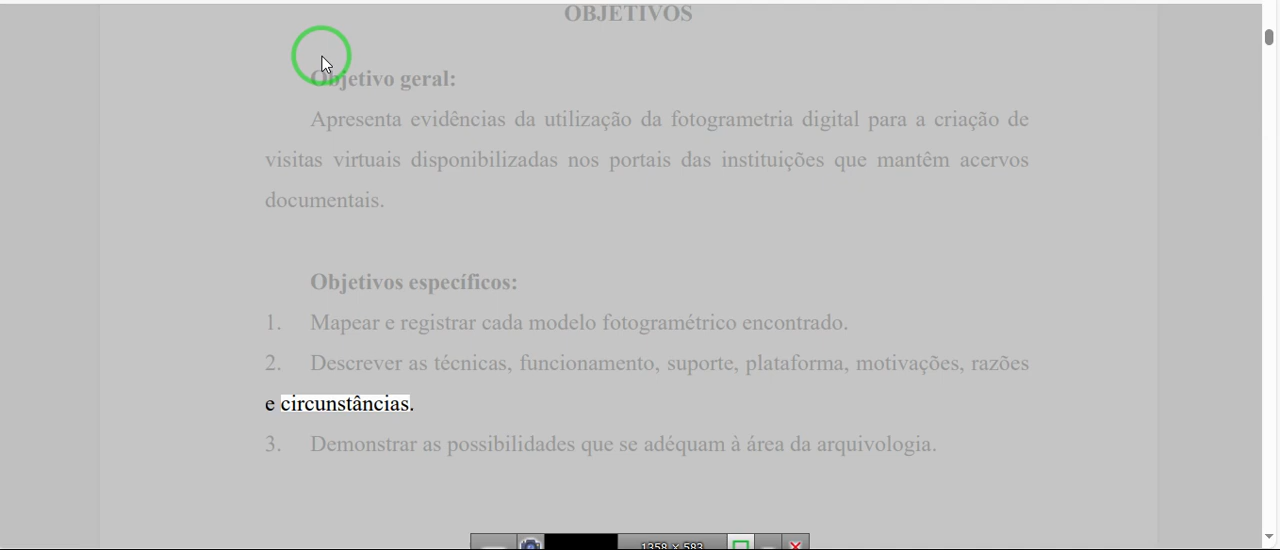 OBJETIVOS
Objetivo geral:
Apresenta evidências da utilização da fotogrametria digital para a criação de
visitas virtuais disponibilizadas nos portais das instituições que mantêm acervos
documentais.
Objetivos específicos:
1. Mapear e registrar cada modelo fotogramétrico encontrado.
2. Descrever as técnicas, funcionamento, suporte, plataforma, motivações, razões
e circunstâncias.
3. Demonstrar as possibilidades que se adéquam à área da arquivologia.
1358 × 583